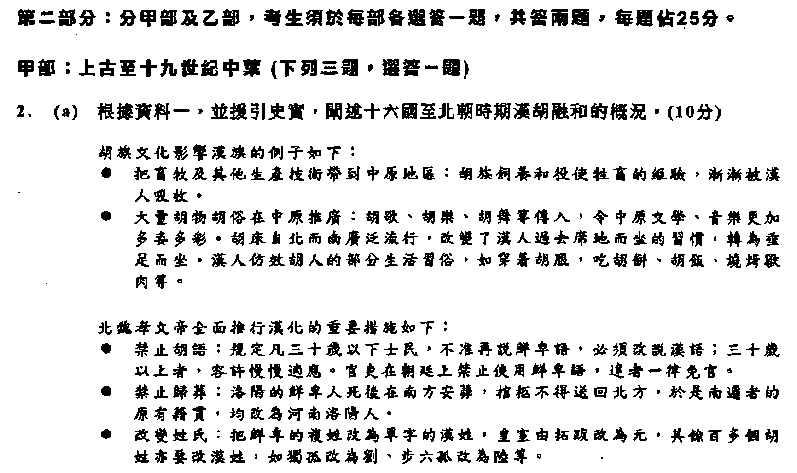 第二部分：分甲部及乙部，考生須於每部各選答一題，共答兩題，每題佔25分。
甲部：上古至十九世紀中葉 (下列三題，選答一題)
2. (a) 根據資料一，並援引史實，闡述十六國至北朝時期漢胡融和的概況。(10分)
胡族文化影響漢族的例子如下：
● 把畜牧及其他生產技術帶到中原地區：胡族飼養和役使牲畜的經驗，漸漸被漢
人吸收。
● 大量胡物胡俗在中原推廣：胡歌、胡樂、胡舞等傳入，令中原文學、音樂更加
多姿多彩。胡床自北而南廣泛流行，改變了漢人過去席地而坐的習慣，轉為垂
足而坐。漢人仿效胡人的部分生活習俗，如穿着胡服，吃胡餅、胡飯、燒烤獸
肉等。
北魏孝文帝全面推行漢化的重要措施如下：
● 禁止胡語：規定凡三十歲以下士民，不准再説鮮卑語，必須改説漢語；三十歲
以上者，容許慢慢適應。官吏在朝廷上禁止使用鮮卑語，違者一律免官。
● 禁止歸葬：洛陽的鮮卑人死後在南方安葬，棺柩不得送回北方，於是南遷者的
原有籍貫，均改為河南洛陽人。
● 改變姓氏：把鮮卑的複姓改為單字的漢姓，皇室由拓跋改為元，其餘百多個胡
姓亦要改漢姓，如獨孤改為劉、步六孤改為陸等。